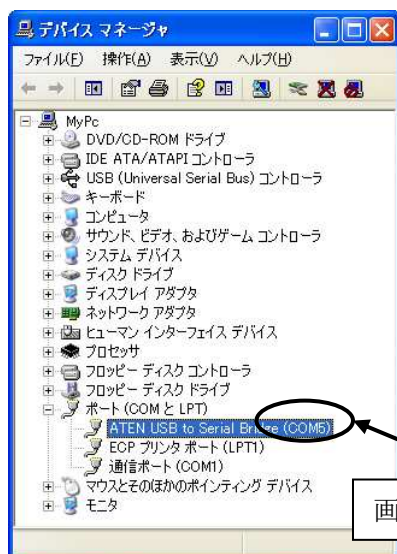 デバイス マネージャ
ファイル(F) 操作(A) 表示(V) ヘルプ(H)
MyPc
DVD/CD-ROM ドライブ
IDE ATA/ATAPI コントローラ
USB (Universal Serial Bus) コントローラ
キーボード
コンピュータ
サウンド、ビデオ、およびゲーム コントローラ
システム デバイス
ディスク ドライブ
ディスプレイ アダプタ
ネットワーク アダプタ
ヒューマン インターフェイス デバイス
プロセッサ
フロッピー ディスク コントローラ
フロッピー ディスク ドライブ
ポート (COM と LPT)
ATEN USB to Serial Bridge (COM5)
ECP プリンタ ポート (LPT1)
通信ポート (COM1)
マウスとそのほかのポインティング デバイス
モニタ
画